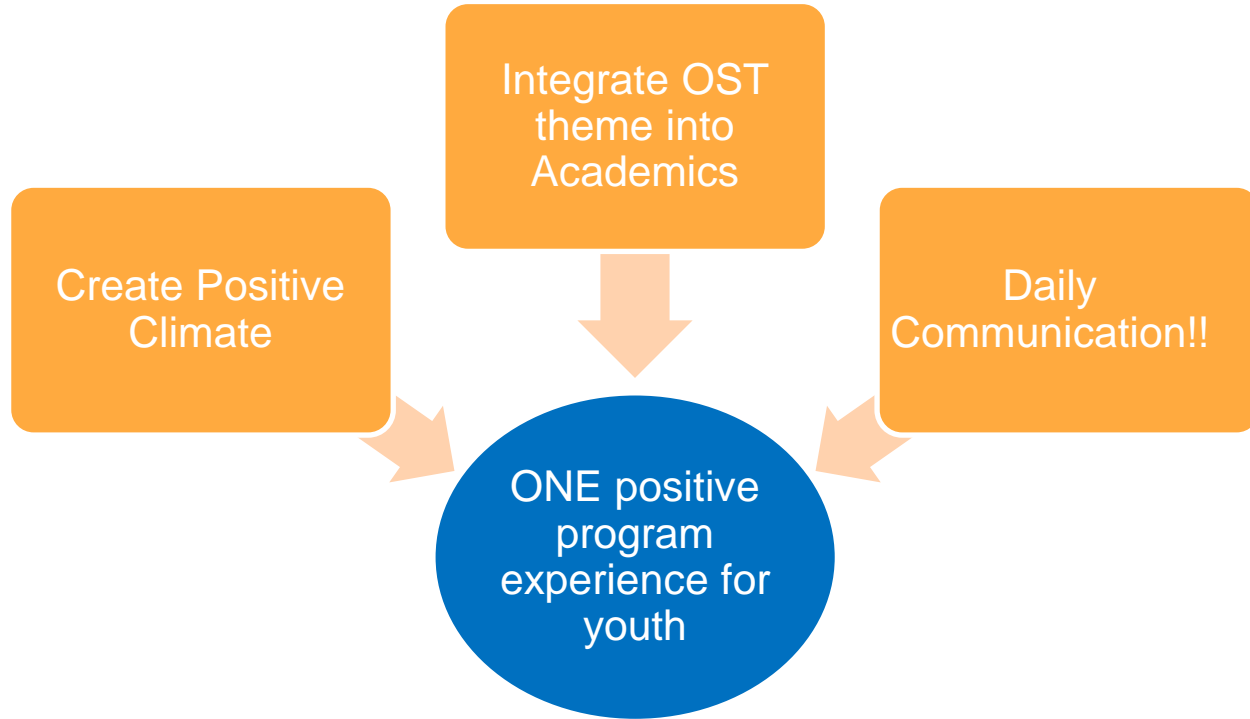 Integrate OST
theme into
Academics
Create Positive
Climate
Daily
Communication!!
ONE positive
program
experience for
youth